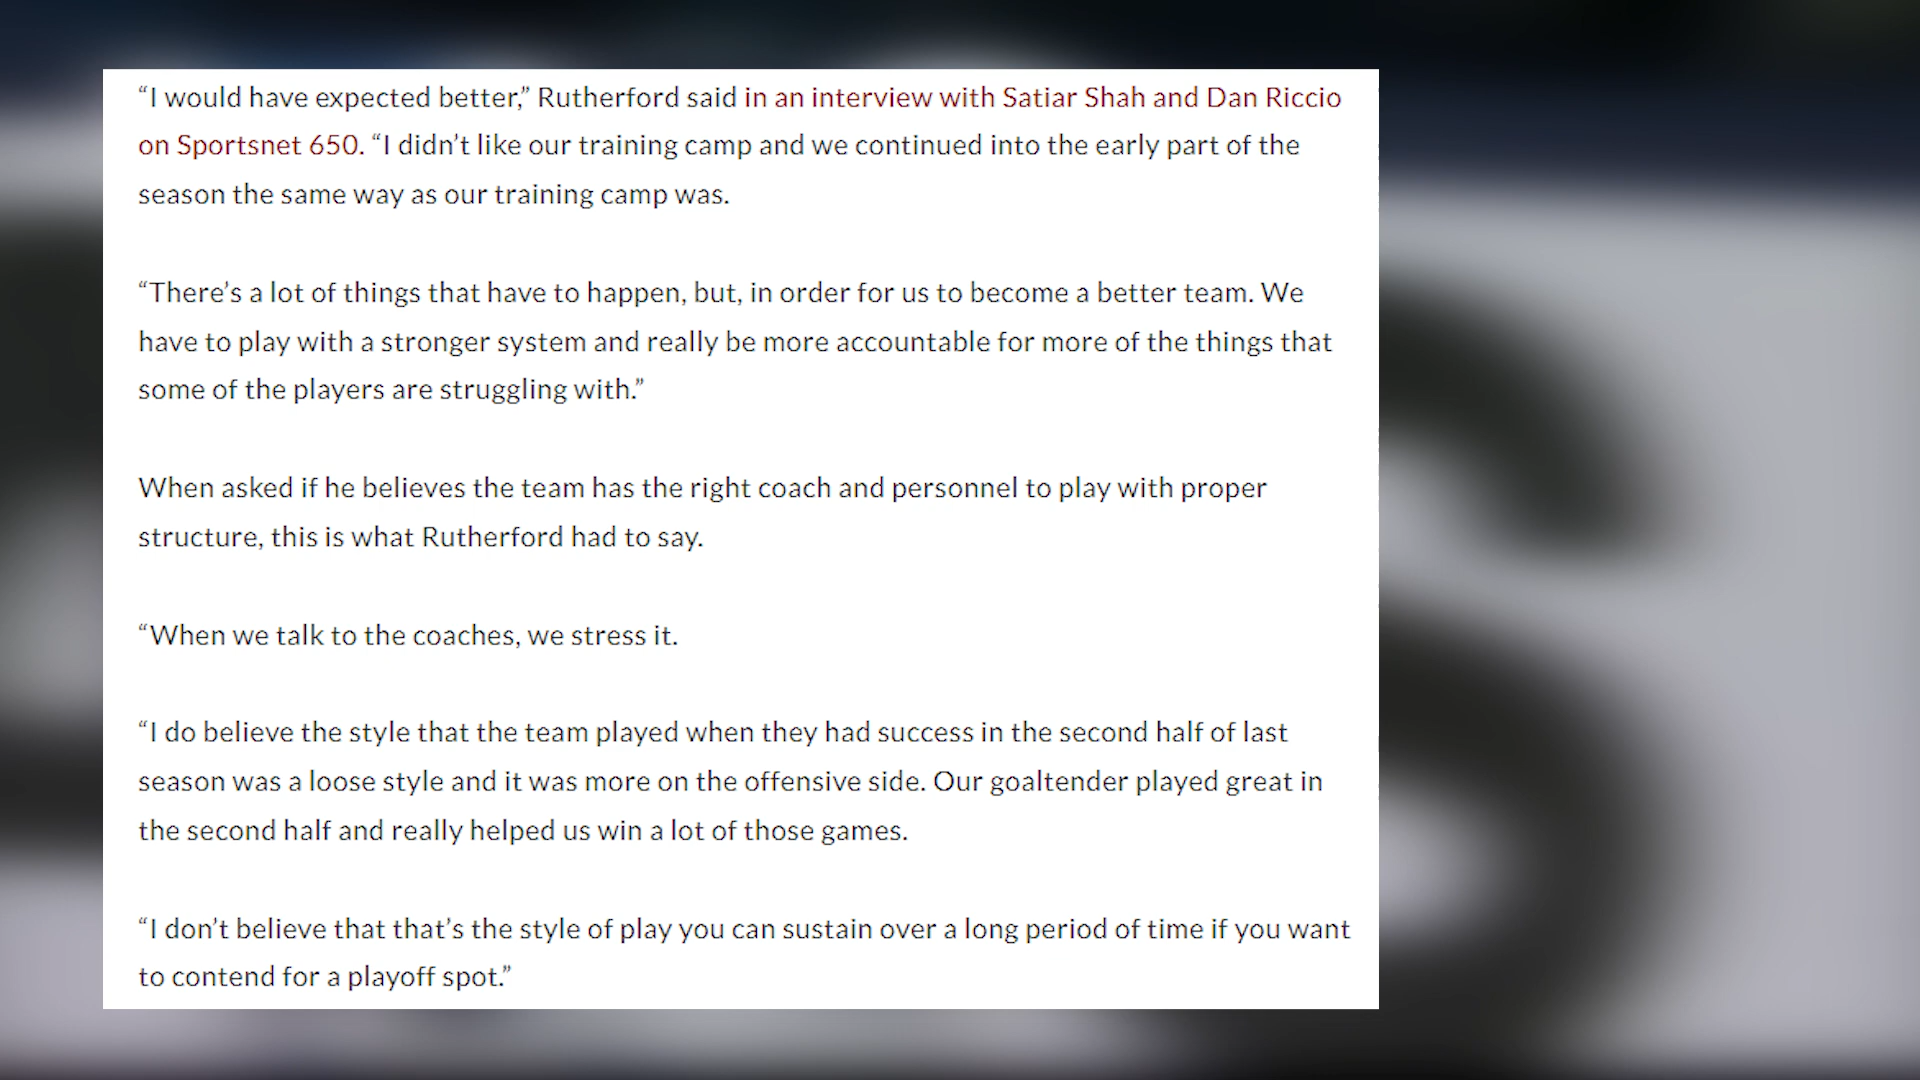 “I would have expected better,” Rutherford said in an interview with Satiar Shah and Dan Riccio
on Sportsnet 650. “I didn’t like our training camp and we continued into the early part of the
season the same way as our training camp was.
“There’s a lot of things that have to happen, but, in order for us to become a better team. We
have to play with a stronger system and really be more accountable for more of the things that
some of the players are struggling with.”
When asked if he believes the team has the right coach and personnel to play with proper
structure, this is what Rutherford had to say.
“When we talk to the coaches, we stress it.
“I do believe the style that the team played when they had success in the second half of last
season was a loose style and it was more on the offensive side. Our goaltender played great in
the second half and really helped us win a lot of those games.
“I don’t believe that that’s the style of play you can sustain over a long period of time if you want
to contend for a playoff spot.”